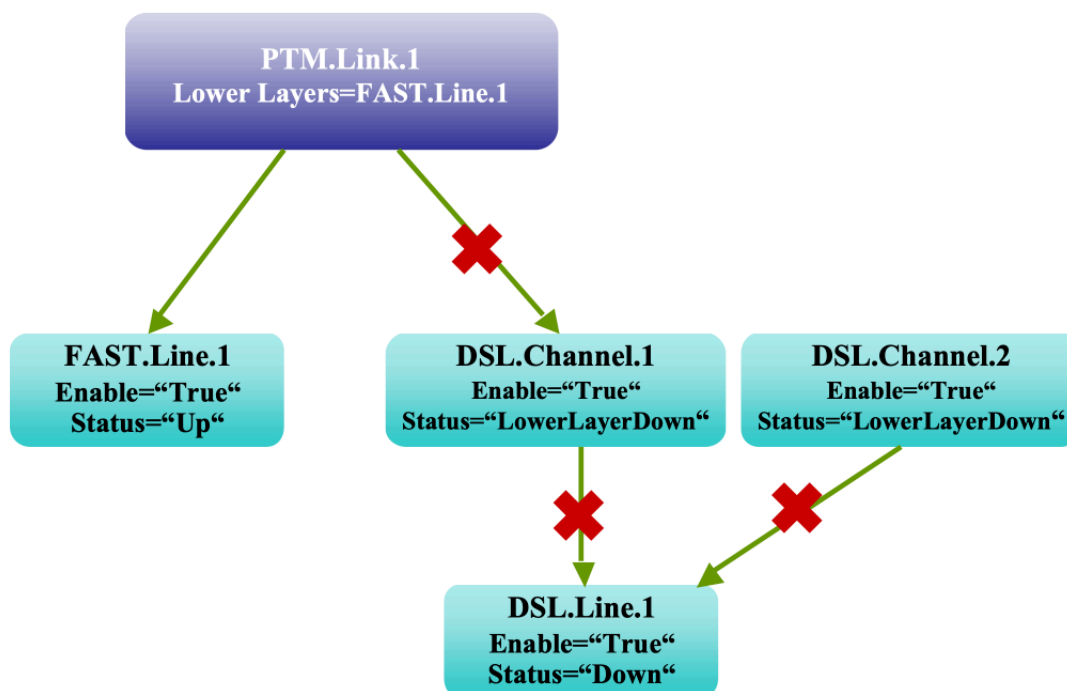 PTM.Link.1
Lower Layers=FAST.Line.1
FAST.Line.1
Enable=“True“
Status=“Up“
DSL.Channel.1
Enable=“True“
Status=“LowerLayerDown“
DSL.Channel.2
Enable=“True“
Status=“LowerLayerDown“
DSL.Line.1
Enable=“True“
Status=“Down“